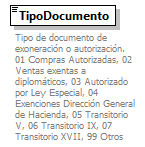 TipoDocumento
Tipo de documento de
exoneración o autorización.
01 Compras Autorizadas, 02
Ventas exentas a
diplomáticos, 03 Autorizado
por Ley Especial, 04
Exenciones Dirección General
de Hacienda, 05 Transitorio
V, 06 Transitorio IX, 07
Transitorio XVII, 99 Otros